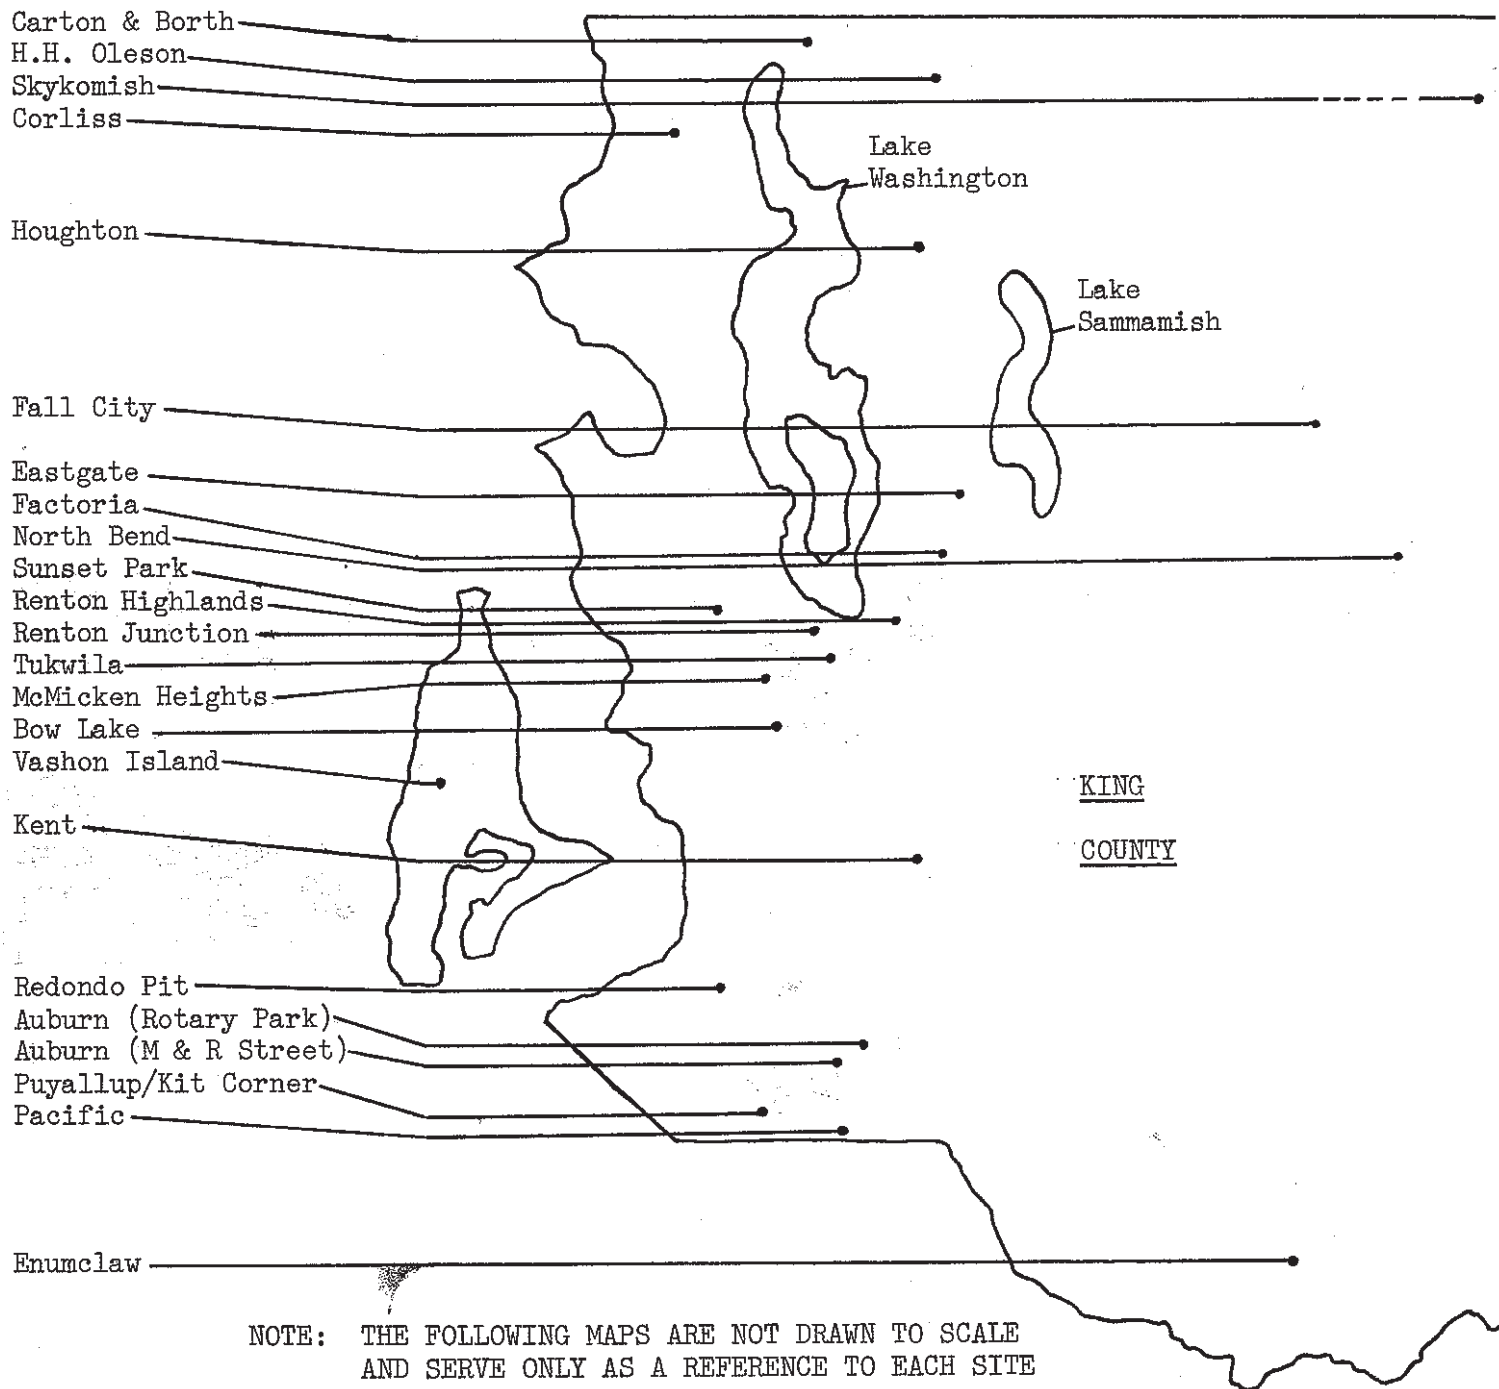 Carton & Borth
H.H. Oleson
Skykomish
Corliss
Lake
Washington
Houghton
Lake
Sammamish
Fall City
Eastgate
Factoria
North Bend
Sunset Park
Renton Highlands
Renton Junction
Tukwila
McMicken Heights
Bow Lake
Vashon Island
KING
Kent
COUNTY
Redondo Pit
Auburn (Rotary Park)
Auburn (M & R Street)
Puyallup/Kit Corner
Pacific
Enumclaw
NOTE: THE FOLLOWING MAPS ARE NOT DRAWN TO SCALE
AND SERVE ONLY AS A REFERENCE TO EACH SITE